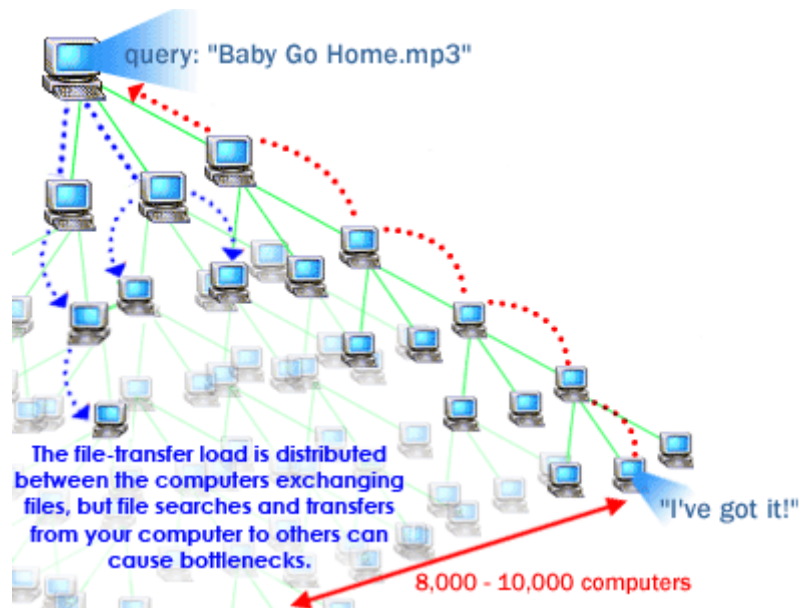 query: "Baby Go Home.mp3"
The file-transfer load is distributed
between the computers exchanging
files, but file searches and transfers
from your computer to others can
cause bottlenecks.
"I've got it!"
8,000 - 10,000 computers